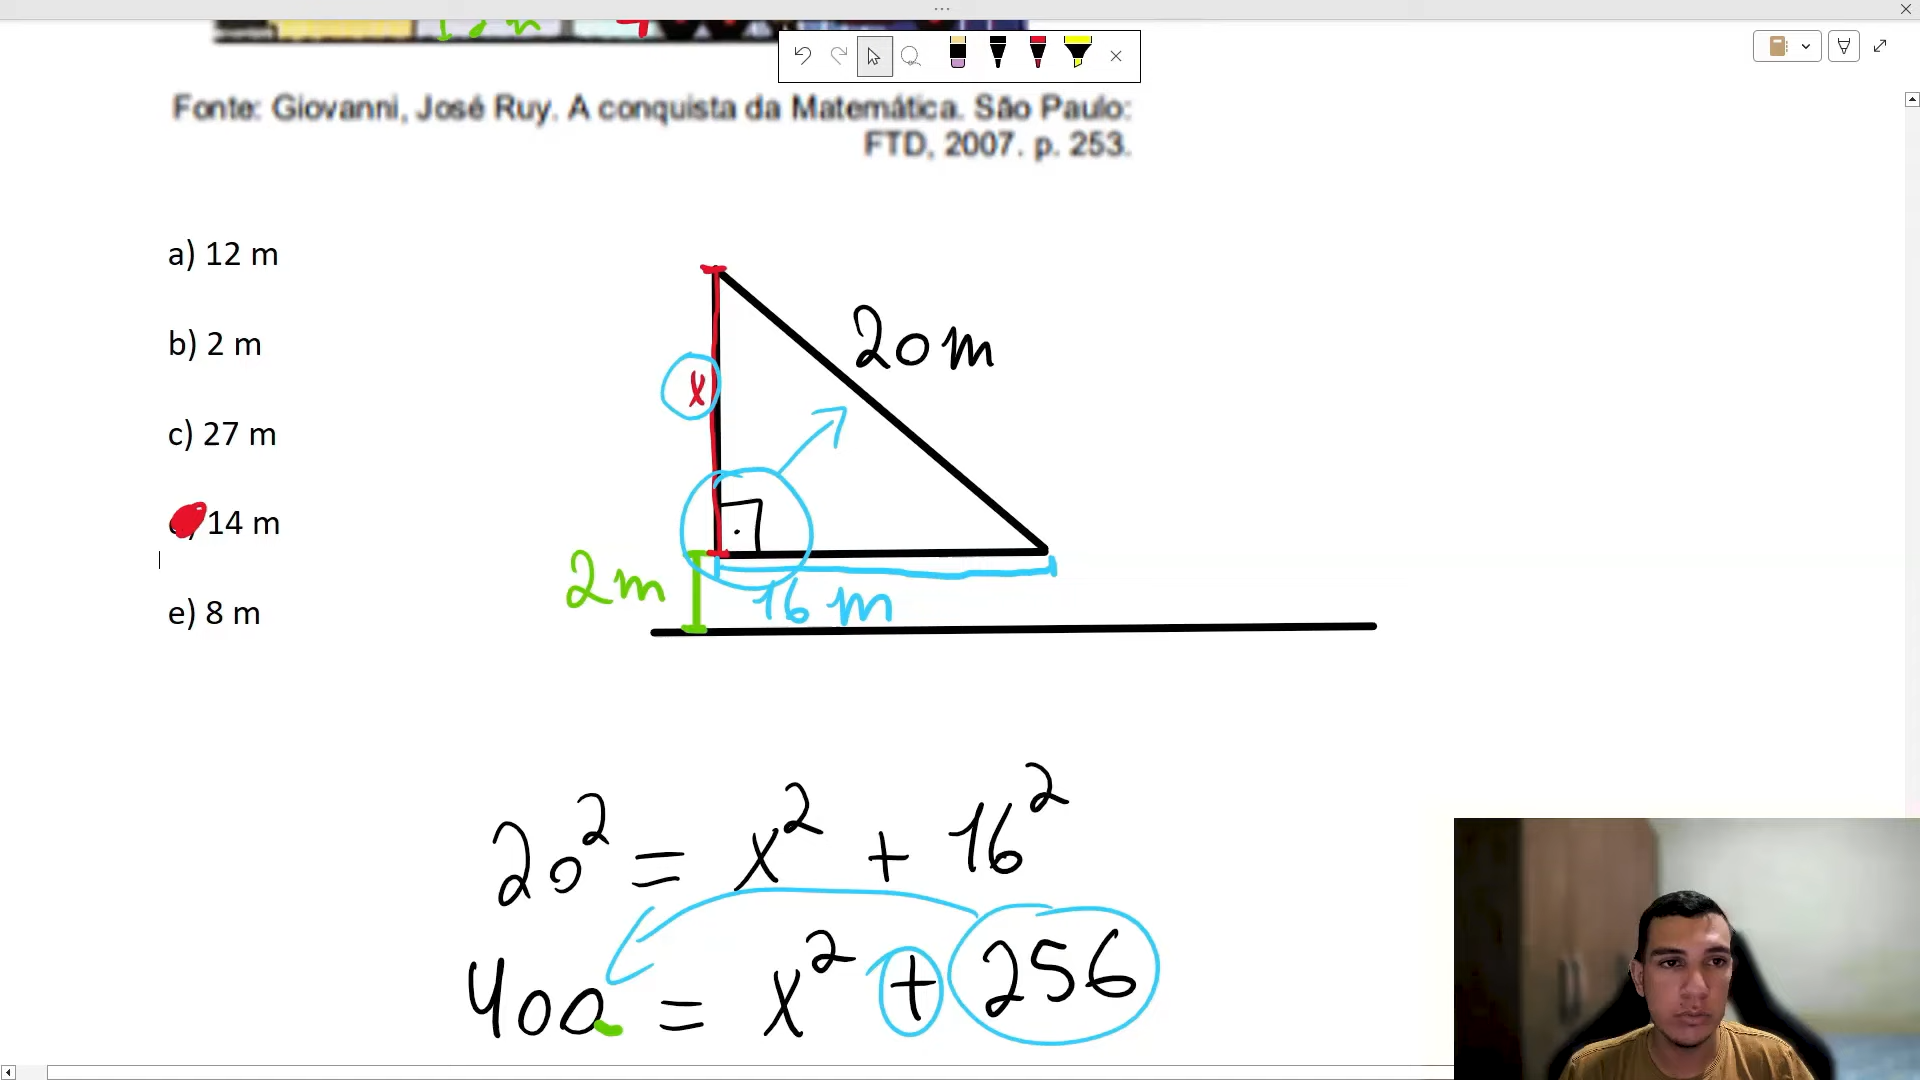 Fonte: Giovanni, José Ruy. A conquista da Matemática. São Paulo:
FTD, 2007. p. 253.
a) 12 m
b) 2 m
c) 27 m
14 m
e) 8 m
20 m
x
2 m
16 m
20² = x² + 16²
400 = x² + 256